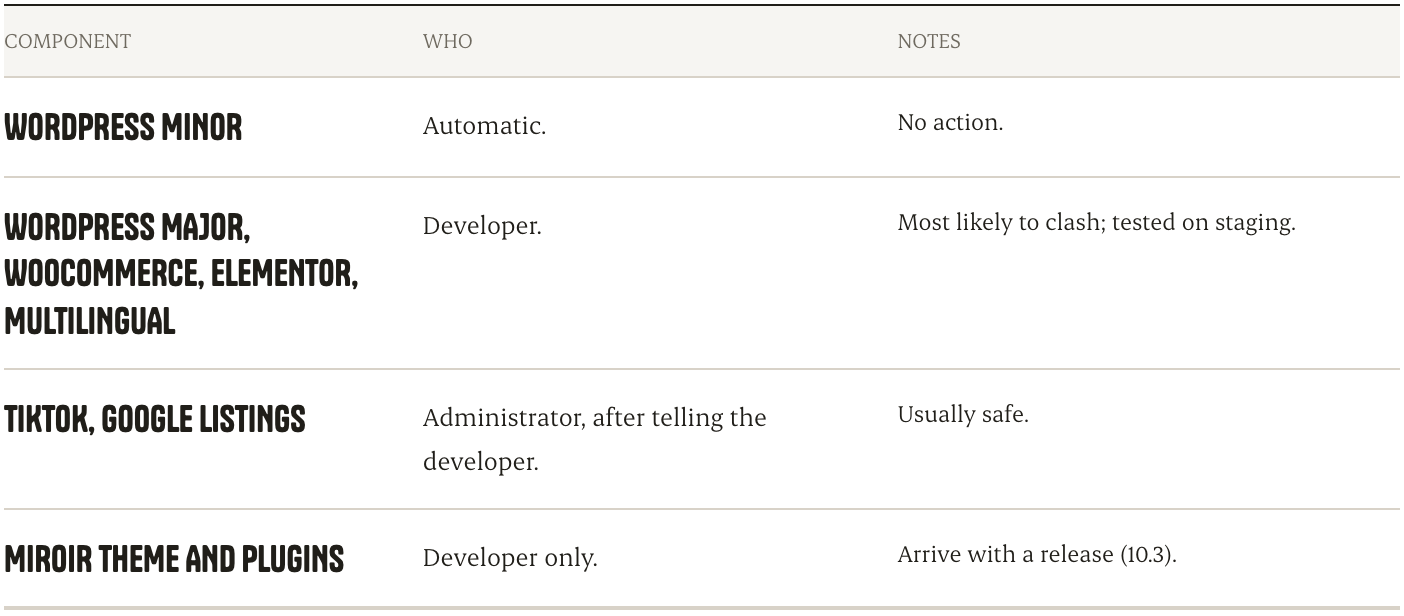 COMPONENT WHO NOTES
WORDPRESS MINOR Automatic. No action.
WORDPRESS MAJOR, Developer. Most likely to clash; tested on staging.
WOOCOMMERCE, ELEMENTOR,
MULTILINGUAL
TIKTOK, GOOGLE LISTINGS Administrator, after telling the Usually safe.
developer.
MIROIR THEME AND PLUGINS Developer only. Arrive with a release (10.3).